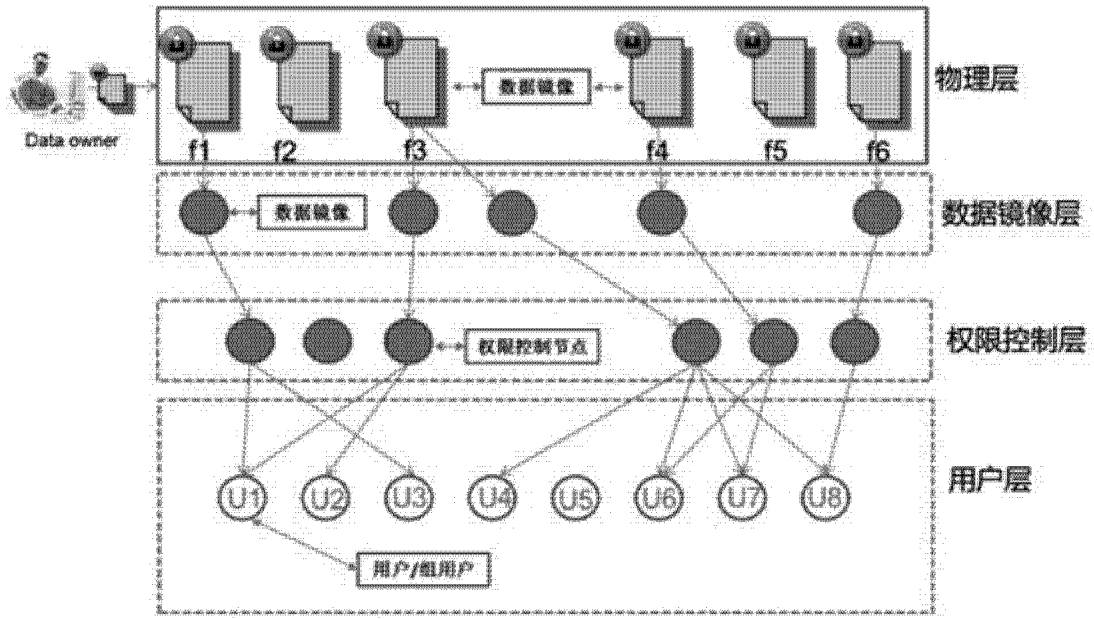 Data owner
数据镜像
物理层
f1 f2 f3 f4 f5 f6
数据镜像
数据镜像层
权限控制节点
权限控制层
U1 U2 U3 U4 U5 U6 U7 U8
用户层
用户/组用户